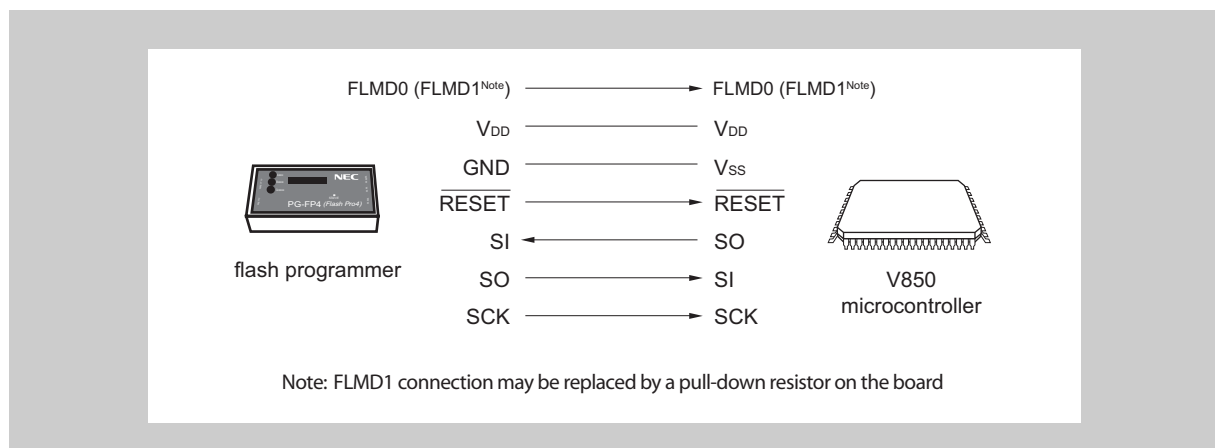 FLMD0 (FLMD1Note) FLMD0 (FLMD1Note)
VDD VDD
GND VSS
RESET RESET
SI SO
SO SI
SCK SCK
NEC
PG-FP4 (Flash Pro4)
flash programmer
V850
microcontroller
Note: FLMD1 connection may be replaced by a pull-down resistor on the board